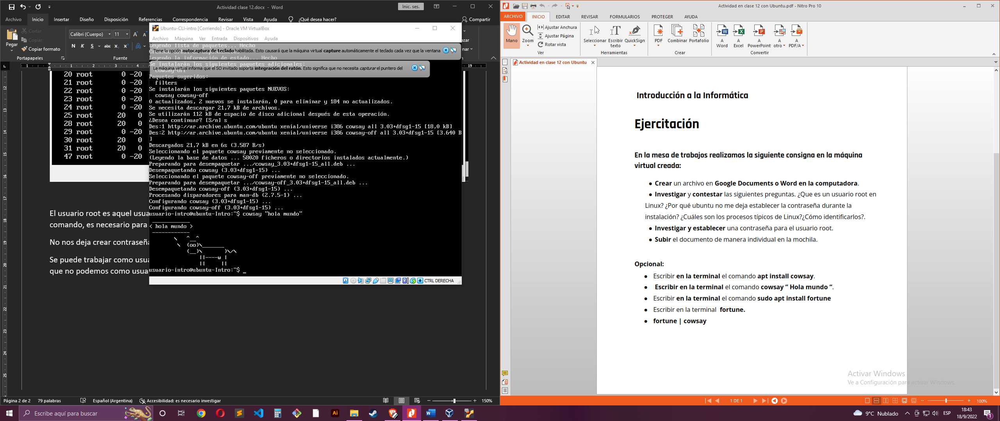 Actividad clase 12.docx - Word
Inic. ses.
Archivo Inicio Insertar Diseño Disposición Referencias Correspondencia Revisar Vista Ayuda ¿Qué desea hacer? Compartir
Pegar
Cortar
Copiar
Copiar formato
Portapapeles
Calibri (Cuerpo) 11
N K S abc x₂ x²
Fuente
20 root 0 -20
21 root 0 -20
22 root 0 -20
23 root 0 -20
24 root 0 -20
25 root 20 0
28 root 20 0
29 root 0 -20
30 root 20 0
31 root 20 0
47 root 0 -20
El usuario root es aquel usua
comando, es necesario para
No nos deja crear contraseña
Se puede trabajar como usua
que no podemos como usua
Página 2 de 2 79 palabras Español (Argentina) Accesibilidad: es necesario investigar 150%
Ubuntu-CLI-intro [Corriendo] - Oracle VM VirtualBox
Archivo Máquina Ver Entrada Dispositivos Ayuda
Leyendo lista de paquetes... Hecho
Tiene la opción autocaptura de teclado habilitada. Esto causará que la máquina virtual capture automáticamente el teclado cada vez que la ventana
Leyendo la información de estado... Hecho
Se instalarán los siguientes paquetes adicionales:
cowsay-off
La máquina virtual informa que el SO invitado soporta integración del ratón. Esto significa que no necesita capturar el puntero del
Paquetes sugeridos:
filters
Se instalarán los siguientes paquetes NUEVOS:
cowsay cowsay-off
0 actualizados, 2 nuevos se instalarán, 0 para eliminar y 184 no actualizados.
Se necesita descargar 21,7 kB de archivos.
Se utilizarán 112 kB de espacio de disco adicional después de esta operación.
¿Desea continuar? [S/n] s
Des:1 http://ar.archive.ubuntu.com/ubuntu xenial/universe i386 cowsay all 3.03+dfsg1-15 [18,0 kB]
Des:2 http://ar.archive.ubuntu.com/ubuntu xenial/universe i386 cowsay-off all 3.03+dfsg1-15 [3.640 B
]
Descargados 21,7 kB en 6s (3.587 B/s)
Seleccionando el paquete cowsay previamente no seleccionado.
(Leyendo la base de datos ... 58020 ficheros o directorios instalados actualmente.)
Preparando para desempaquetar .../cowsay_3.03+dfsg1-15_all.deb ...
Desempaquetando cowsay (3.03+dfsg1-15) ...
Seleccionando el paquete cowsay-off previamente no seleccionado.
Preparando para desempaquetar .../cowsay-off_3.03+dfsg1-15_all.deb ...
Desempaquetando cowsay-off (3.03+dfsg1-15) ...
Procesando disparadores para man-db (2.7.5-1) ...
Configurando cowsay (3.03+dfsg1-15) ...
Configurando cowsay-off (3.03+dfsg1-15) ...
usuario-intro@ubuntu-Intro:~$ cowsay "hola mundo"
 ____________
< hola mundo >
 ------------
        \   ^__^
         \  (oo)\_______
            (__)\       )\/\
                ||----w |
                ||     ||
usuario-intro@ubuntu-Intro:~$ _
CTRL DERECHA
Actividad en clase 12 con Ubuntu.pdf - Nitro Pro 10
ARCHIVO INICIO EDITAR REVISAR FORMULARIOS PROTEGER AYUDA
Mano Zoom
Ajustar Anchura
Ajustar Página
Rotar vista
Ver
Seleccionar Escribir texto QuickSign
Herramientas
PDF Combinar Portafolio
Crear
A Word A Excel A PowerPoint A otro A PDF/A
Convertir
Actividad en clase 12 con Ubuntu
Introducción a la Informática
Ejercitación
En la mesa de trabajos realizamos la siguiente consigna en la máquina
virtual creada:
● Crear un archivo en Google Documents o Word en la computadora.
● Investigar y contestar las siguientes preguntas. ¿Que es un usuario root en
Linux? ¿Por qué ubuntu no me deja establecer la contraseña durante la
instalación? ¿Cuáles son los procesos típicos de Linux?¿Cómo identificarlos?.
● Investigar y establecer una contraseña para el usuario root.
● Subir el documento de manera individual en la mochila.
Opcional:
● Escribir en la terminal el comando apt install cowsay.
● Escribir en la terminal el comando cowsay “ Hola mundo “.
● Escribir en la terminal el comando sudo apt install fortune
● Escribir en la terminal fortune.
● fortune | cowsay
Activar Windows
Ve a Configuración para activar Windows.
1 DE 1
100%
Escribe aquí para buscar
9°C Nublado
ESP
18:43
18/9/2022
1